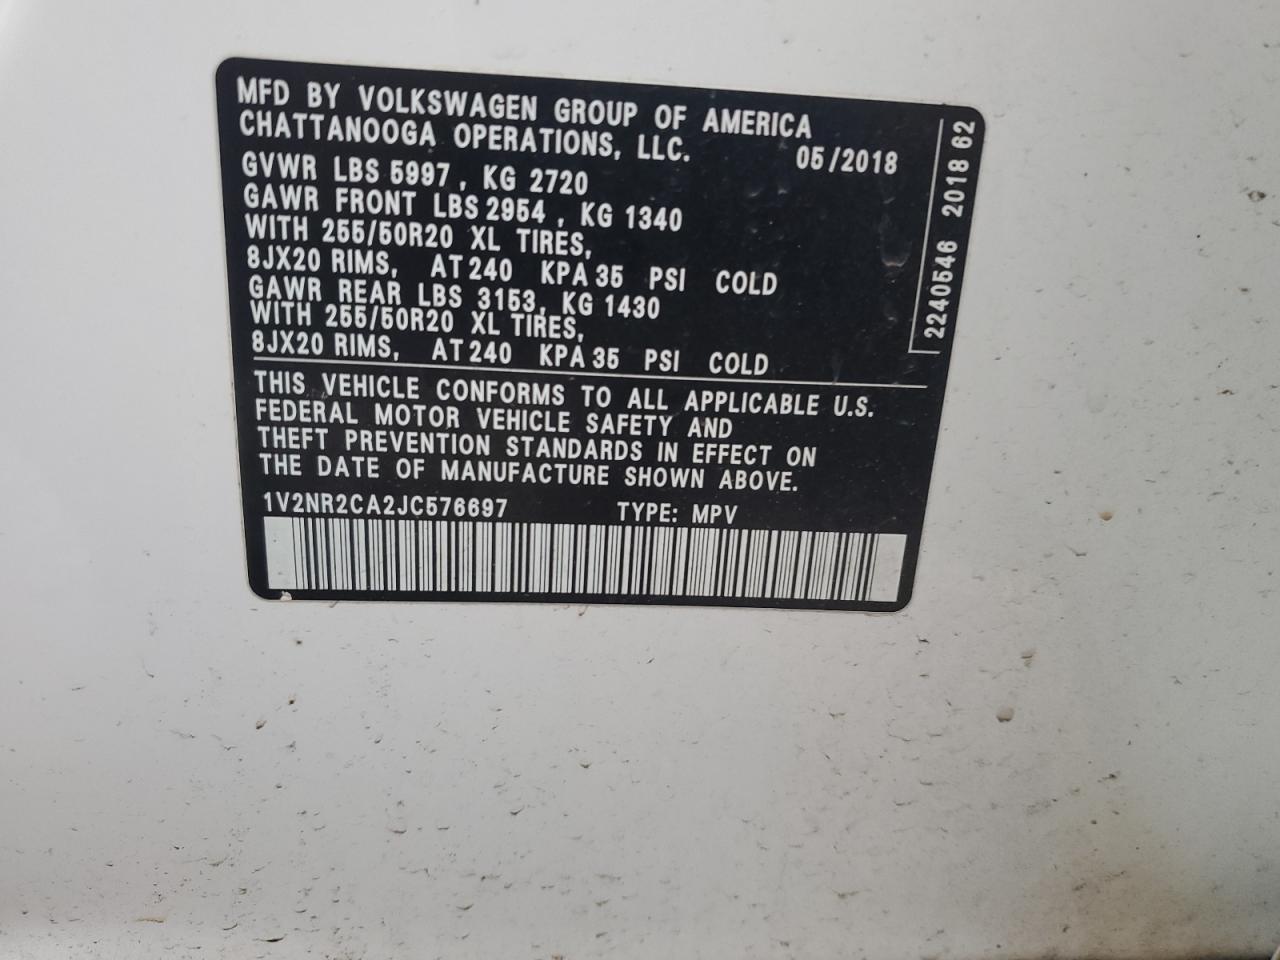 MFD BY VOLKSWAGEN GROUP OF AMERICA
CHATTANOOGA OPERATIONS, LLC. 05/2018
GVWR LBS 5997, KG 2720
GAWR FRONT LBS 2954, KG 1340
WITH 255/50R20 XL TIRES,
8JX20 RIMS, AT 240 KPA 35 PSI COLD
GAWR REAR LBS 3153, KG 1430
WITH 255/50R20 XL TIRES,
8JX20 RIMS, AT 240 KPA 35 PSI COLD
THIS VEHICLE CONFORMS TO ALL APPLICABLE U.S.
FEDERAL MOTOR VEHICLE SAFETY AND
THEFT PREVENTION STANDARDS IN EFFECT ON
THE DATE OF MANUFACTURE SHOWN ABOVE.
1V2NR2CA2JC576697 TYPE: MPV
2240546 2018 62